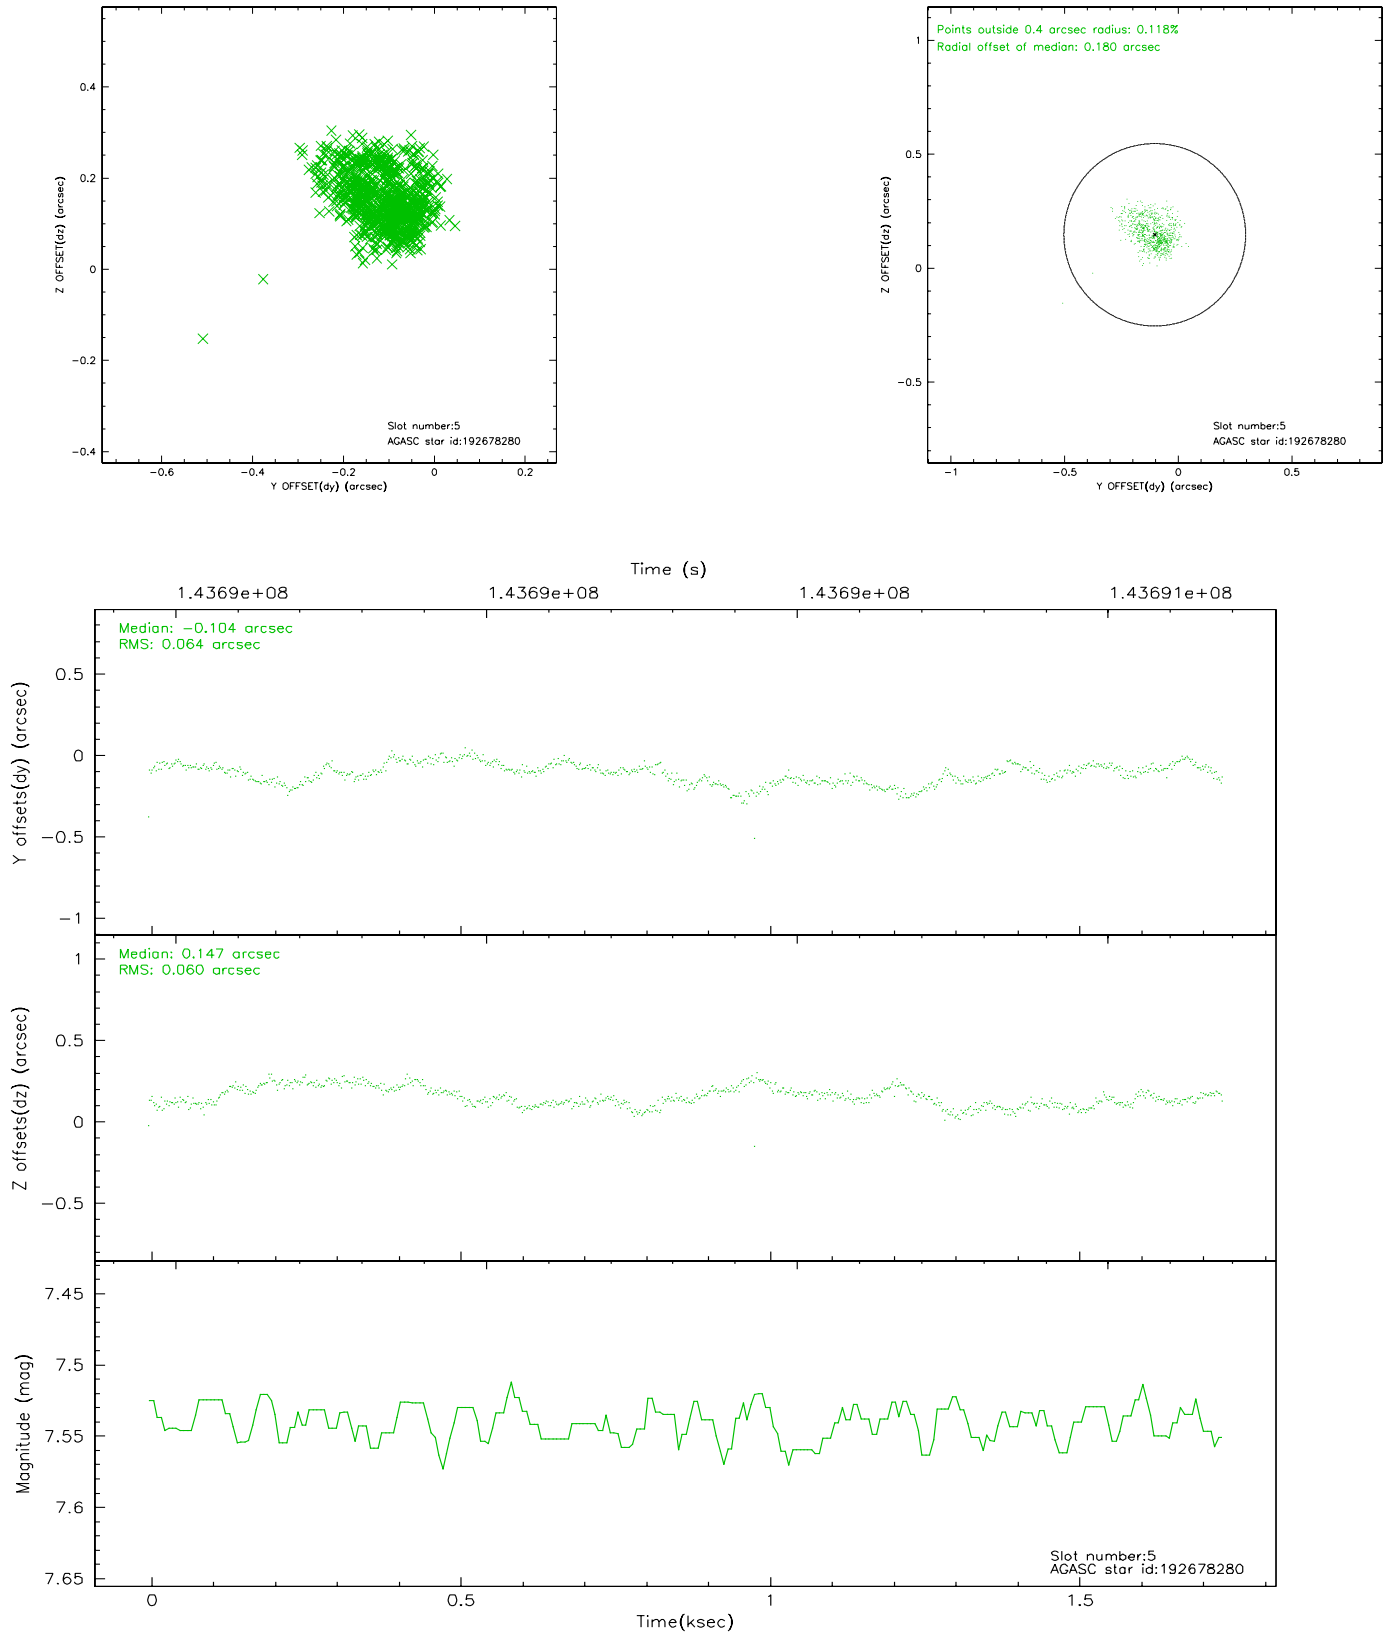 0.4
0.2
0
−0.2
−0.4
Z OFFSET(dz) (arcsec)
Slot number:5
AGASC star id:192678280
−0.6 −0.4 −0.2 0 0.2
Y OFFSET(dy) (arcsec)
Points outside 0.4 arcsec radius: 0.118%
Radial offset of median: 0.180 arcsec
1
0.5
0
−0.5
Z OFFSET(dz) (arcsec)
Slot number:5
AGASC star id:192678280
−1 −0.5 0 0.5
Y OFFSET(dy) (arcsec)
Time (s)
1.4369e+08 1.4369e+08 1.4369e+08 1.43691e+08
Median: −0.104 arcsec
RMS: 0.064 arcsec
0.5
0
−0.5
−1
Y offsets(dy) (arcsec)
Median: 0.147 arcsec
RMS: 0.060 arcsec
1
0.5
0
−0.5
Z offsets(dz) (arcsec)
7.45
7.5
7.55
7.6
7.65
Magnitude (mag)
Slot number:5
AGASC star id:192678280
0 0.5 1 1.5
Time(ksec)